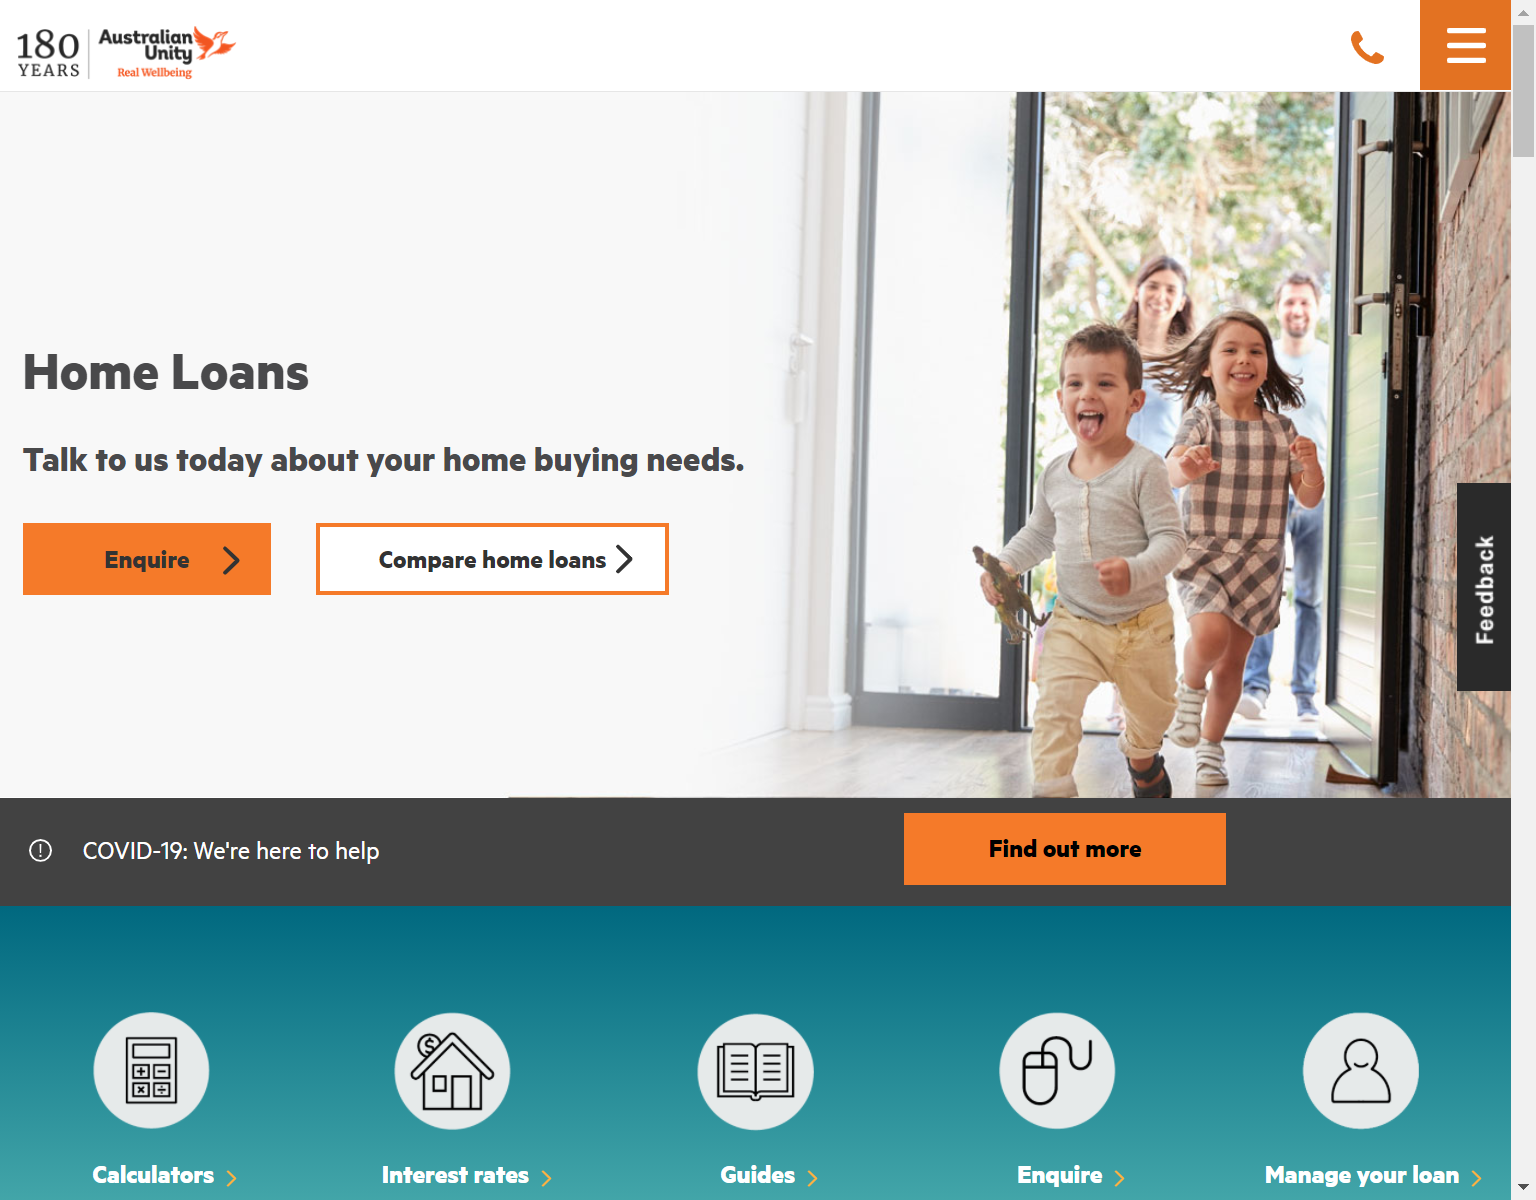 180
YEARS
Australian
Unity
Real Wellbeing
Home Loans
Talk to us today about your home buying needs.
Enquire
Compare home loans
Feedback
COVID-19: We're here to help
Find out more
Calculators
Interest rates
Guides
Enquire
Manage your loan